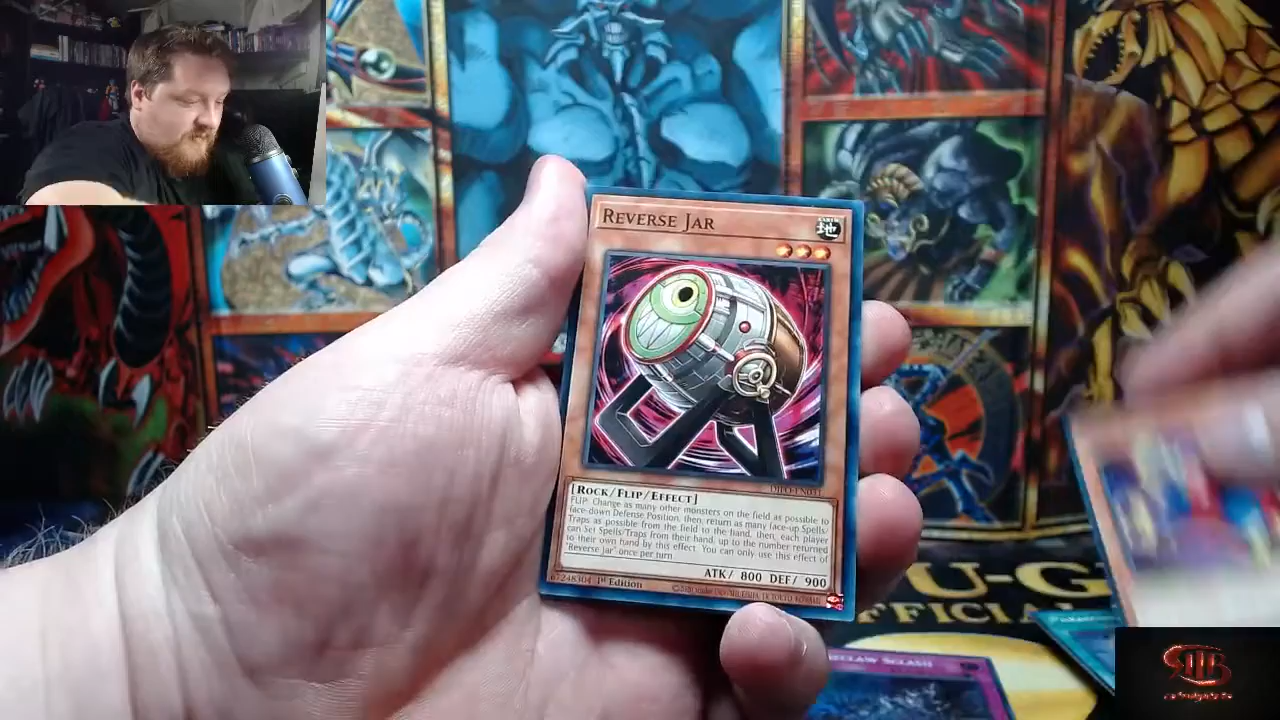 REVERSE JAR
EARTH
DIFO-EN031
[ROCK/FLIP/EFFECT]
FLIP: Change as many other monsters on the field as possible to
face-down Defense Position, then, return as many face-up Spells/
Traps as possible from the field to the hand, then, each player
can Set Spells/Traps from their hand, up to the number returned
to their own hand by this effect. You can only use this effect of
"Reverse Jar" once per turn.
ATK/ 800 DEF/ 900
67248304 1st Edition
U-G
OFFICIA